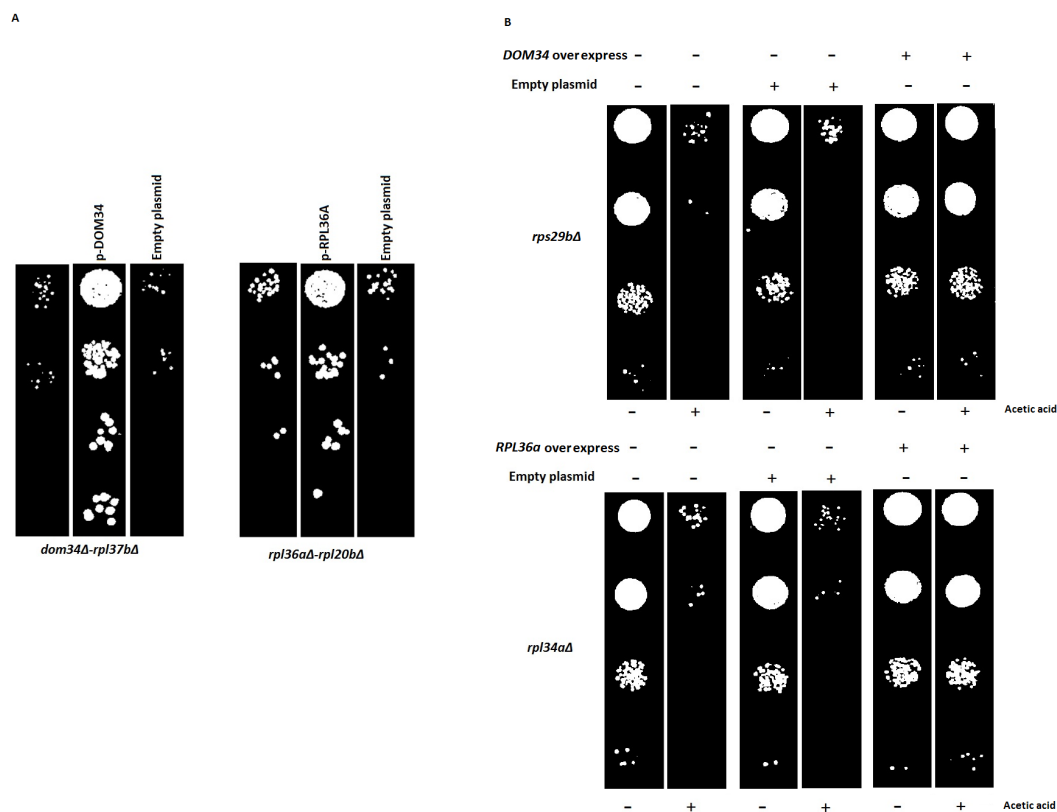 A
p-DOM34
Empty plasmid
p-RPL36A
Empty plasmid
dom34Δ-rpl37bΔ
rpl36aΔ-rpl20bΔ
B
DOM34 over express – – – – + +
Empty plasmid – – + + – –
rps29bΔ
– + – + – + Acetic acid
RPL36a over express – – – – + +
Empty plasmid – – + + – –
rpl34aΔ
– + – + – + Acetic acid